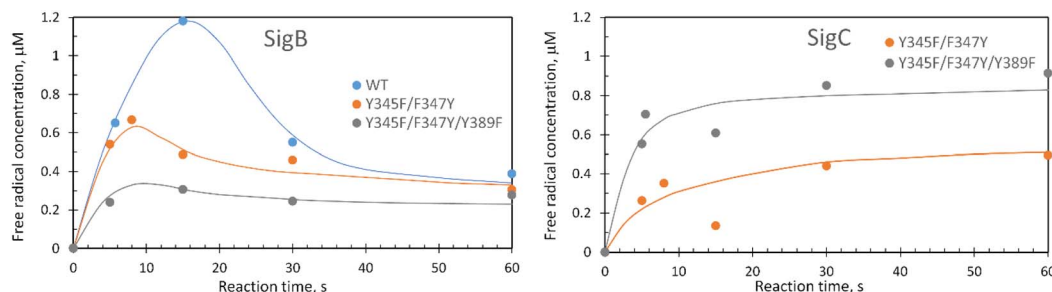 SigB
WT
Y345F/F347Y
Y345F/F347Y/Y389F
Free radical concentration, µM
1.2
1
0.8
0.6
0.4
0.2
0
0
10
20
30
40
50
60
Reaction time, s
SigC
Y345F/F347Y
Y345F/F347Y/Y389F
Free radical concentration, µM
1.2
1
0.8
0.6
0.4
0.2
0
0
10
20
30
40
50
60
Reaction time, s